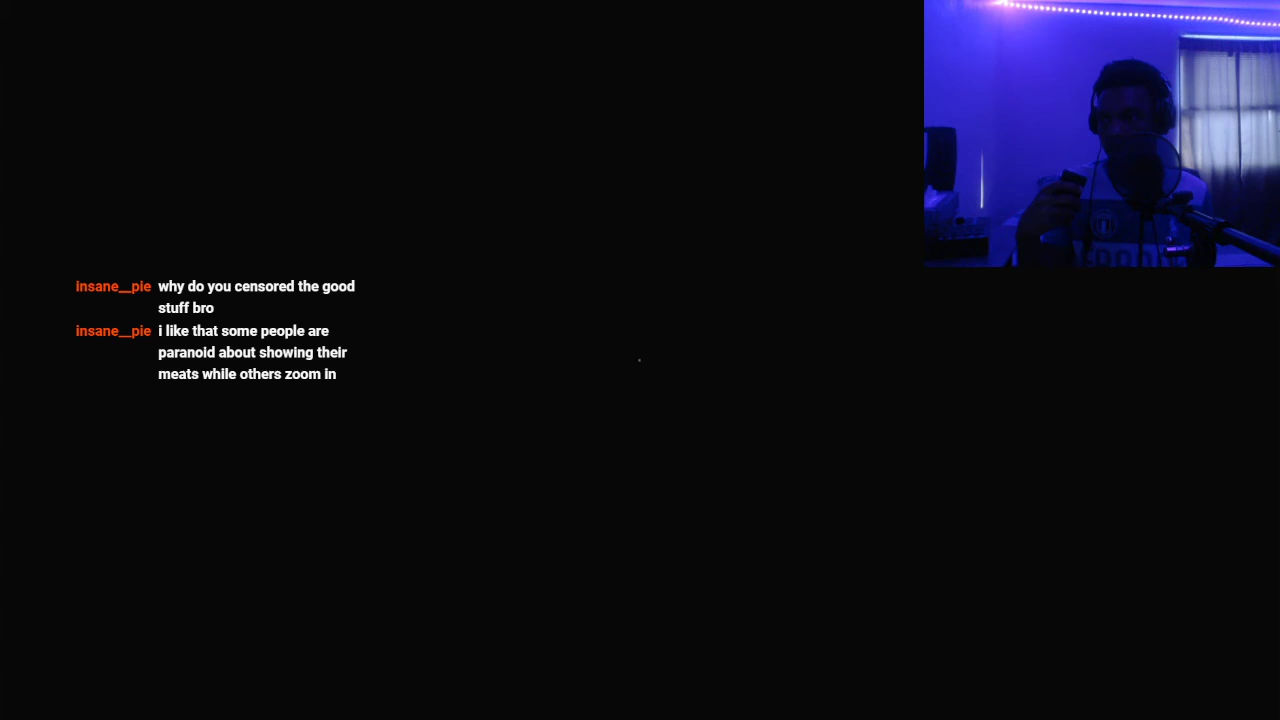 insane__pie why do you censored the good
stuff bro
insane__pie i like that some people are
paranoid about showing their
meats while others zoom in